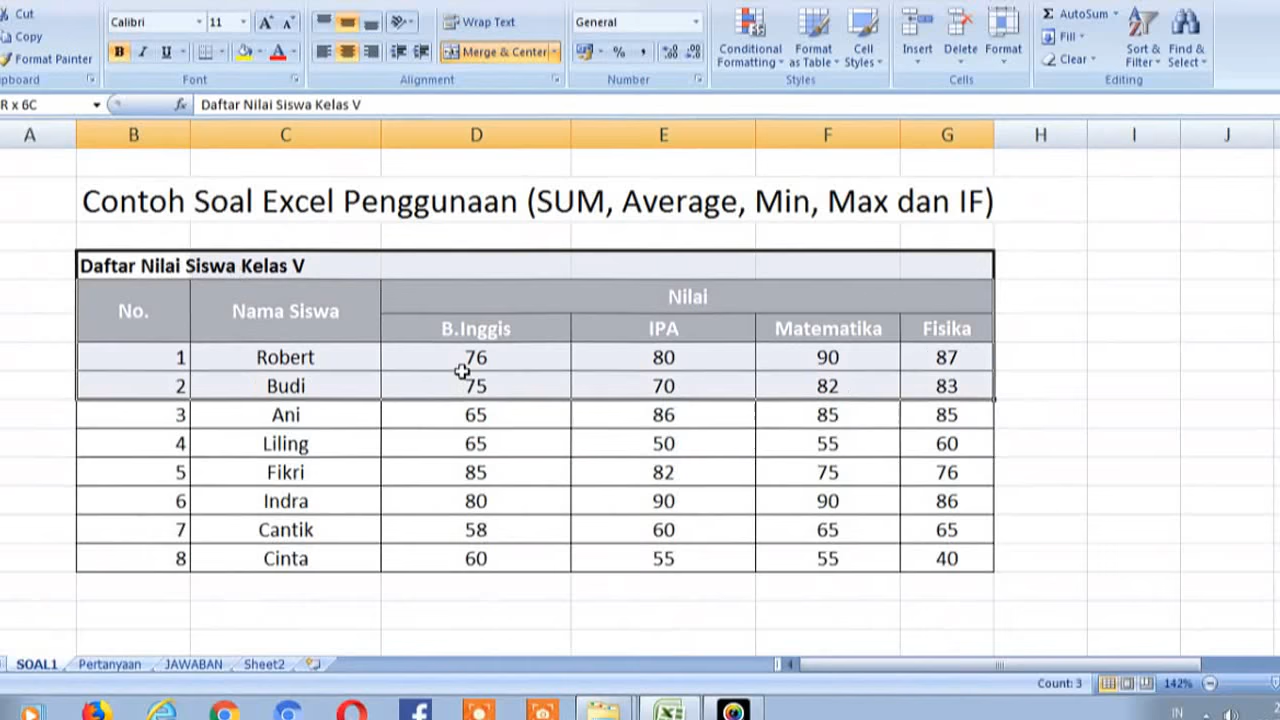 Cut
Copy
Format Painter
pboard
Calibri 11 A A
B I U A
Font
Wrap Text
Merge & Center
Alignment
General
% ,
Number
Conditional Formatting
Format as Table
Cell Styles
Styles
Insert
Delete
Format
Cells
Σ AutoSum
Fill
Clear
Sort & Filter
Find & Select
Editing
R x 6C fx Daftar Nilai Siswa Kelas V
A B C D E F G H I J
Contoh Soal Excel Penggunaan (SUM, Average, Min, Max dan IF)
Daftar Nilai Siswa Kelas V
No. Nama Siswa Nilai
B.Inggis IPA Matematika Fisika
1 Robert 76 80 90 87
2 Budi 75 70 82 83
3 Ani 65 86 85 85
4 Liling 65 50 55 60
5 Fikri 85 82 75 76
6 Indra 80 90 90 86
7 Cantik 58 60 65 65
8 Cinta 60 55 55 40
SOAL1 Pertanyaan JAWABAN Sheet2
Count: 3 142%
IN